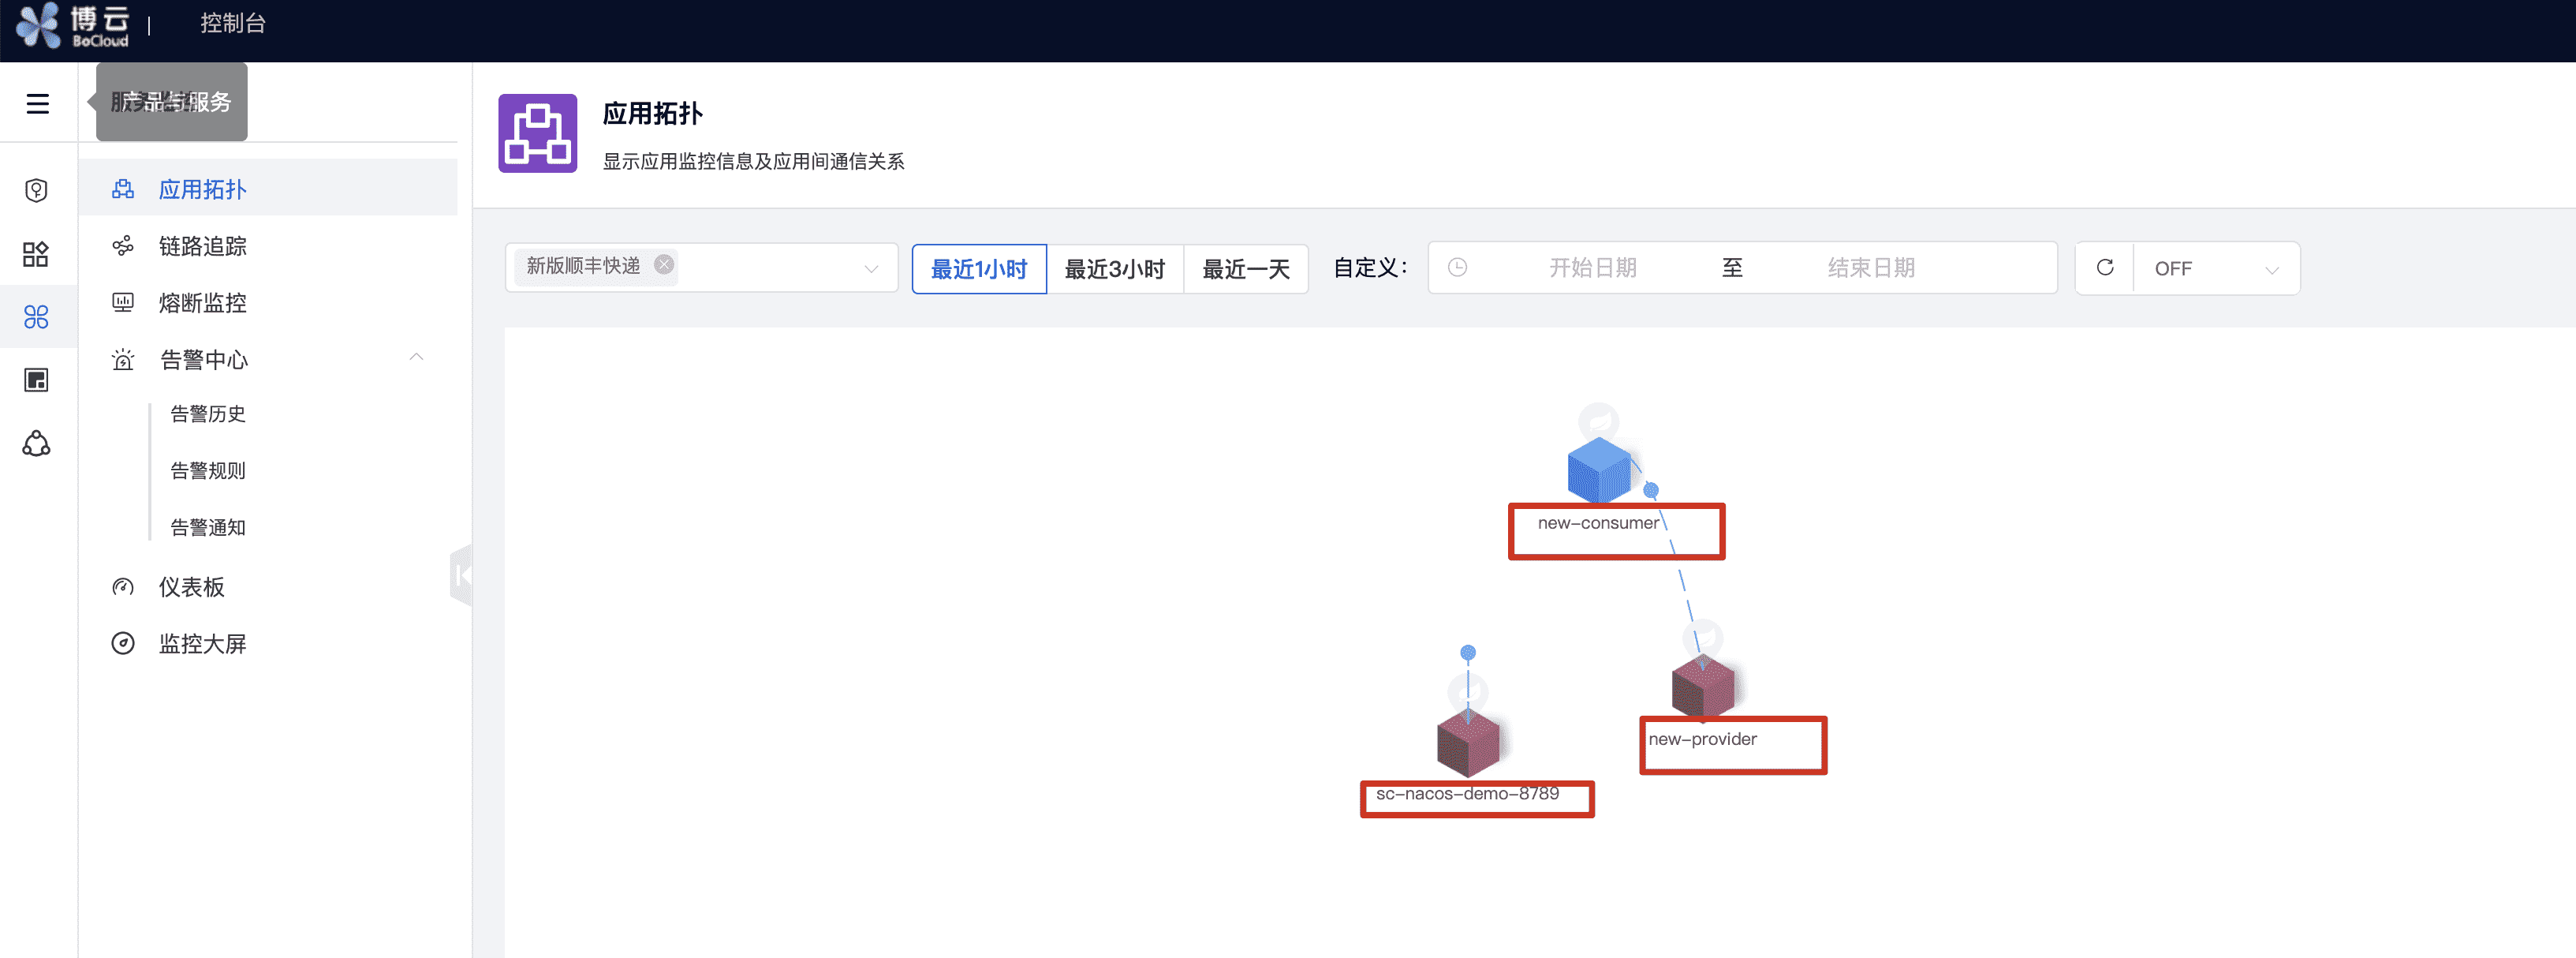 博云
BoCloud
控制台
产品与服务
应用拓扑
显示应用监控信息及应用间通信关系
应用拓扑
链路追踪
熔断监控
告警中心
告警历史
告警规则
告警通知
仪表板
监控大屏
新版顺丰快递
最近1小时
最近3小时
最近一天
自定义：
开始日期
至
结束日期
OFF
new-consumer
new-provider
sc-nacos-demo-8789